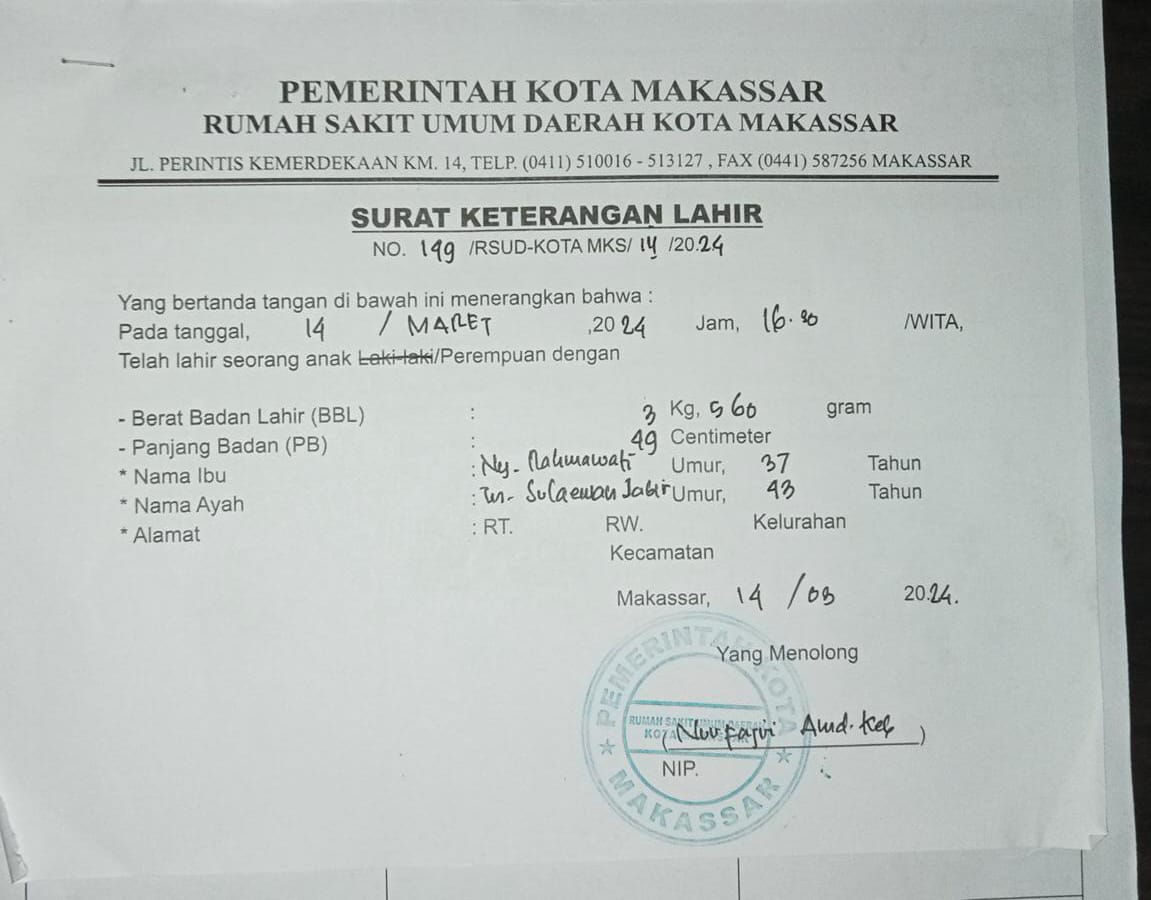 PEMERINTAH KOTA MAKASSAR
RUMAH SAKIT UMUM DAERAH KOTA MAKASSAR
JL. PERINTIS KEMERDEKAAN KM. 14, TELP. (0411) 510016 - 513127 , FAX (0441) 587256 MAKASSAR
SURAT KETERANGAN LAHIR
NO. 149 /RSUD-KOTA MKS/ 14 /20.24
Yang bertanda tangan di bawah ini menerangkan bahwa :
Pada tanggal, 14 / MARET ,20 24 Jam, 16.30 /WITA,
Telah lahir seorang anak Laki-laki/Perempuan dengan
- Berat Badan Lahir (BBL) : 3 Kg, 560 gram
- Panjang Badan (PB) : 49 Centimeter
* Nama Ibu : Ny. Rahmawati Umur, 37 Tahun
* Nama Ayah : Tn. Sulaeman Jabir Umur, 43 Tahun
* Alamat : RT. RW. Kelurahan
Kecamatan
Makassar, 14 / 03 20.24.
Yang Menolong
(Nurfajri Amd.Keb)
NIP.
PEMERINTAH KOTA
RUMAH SAKIT UMUM DAERAH
KOTA MAKASSAR
MAKASSAR